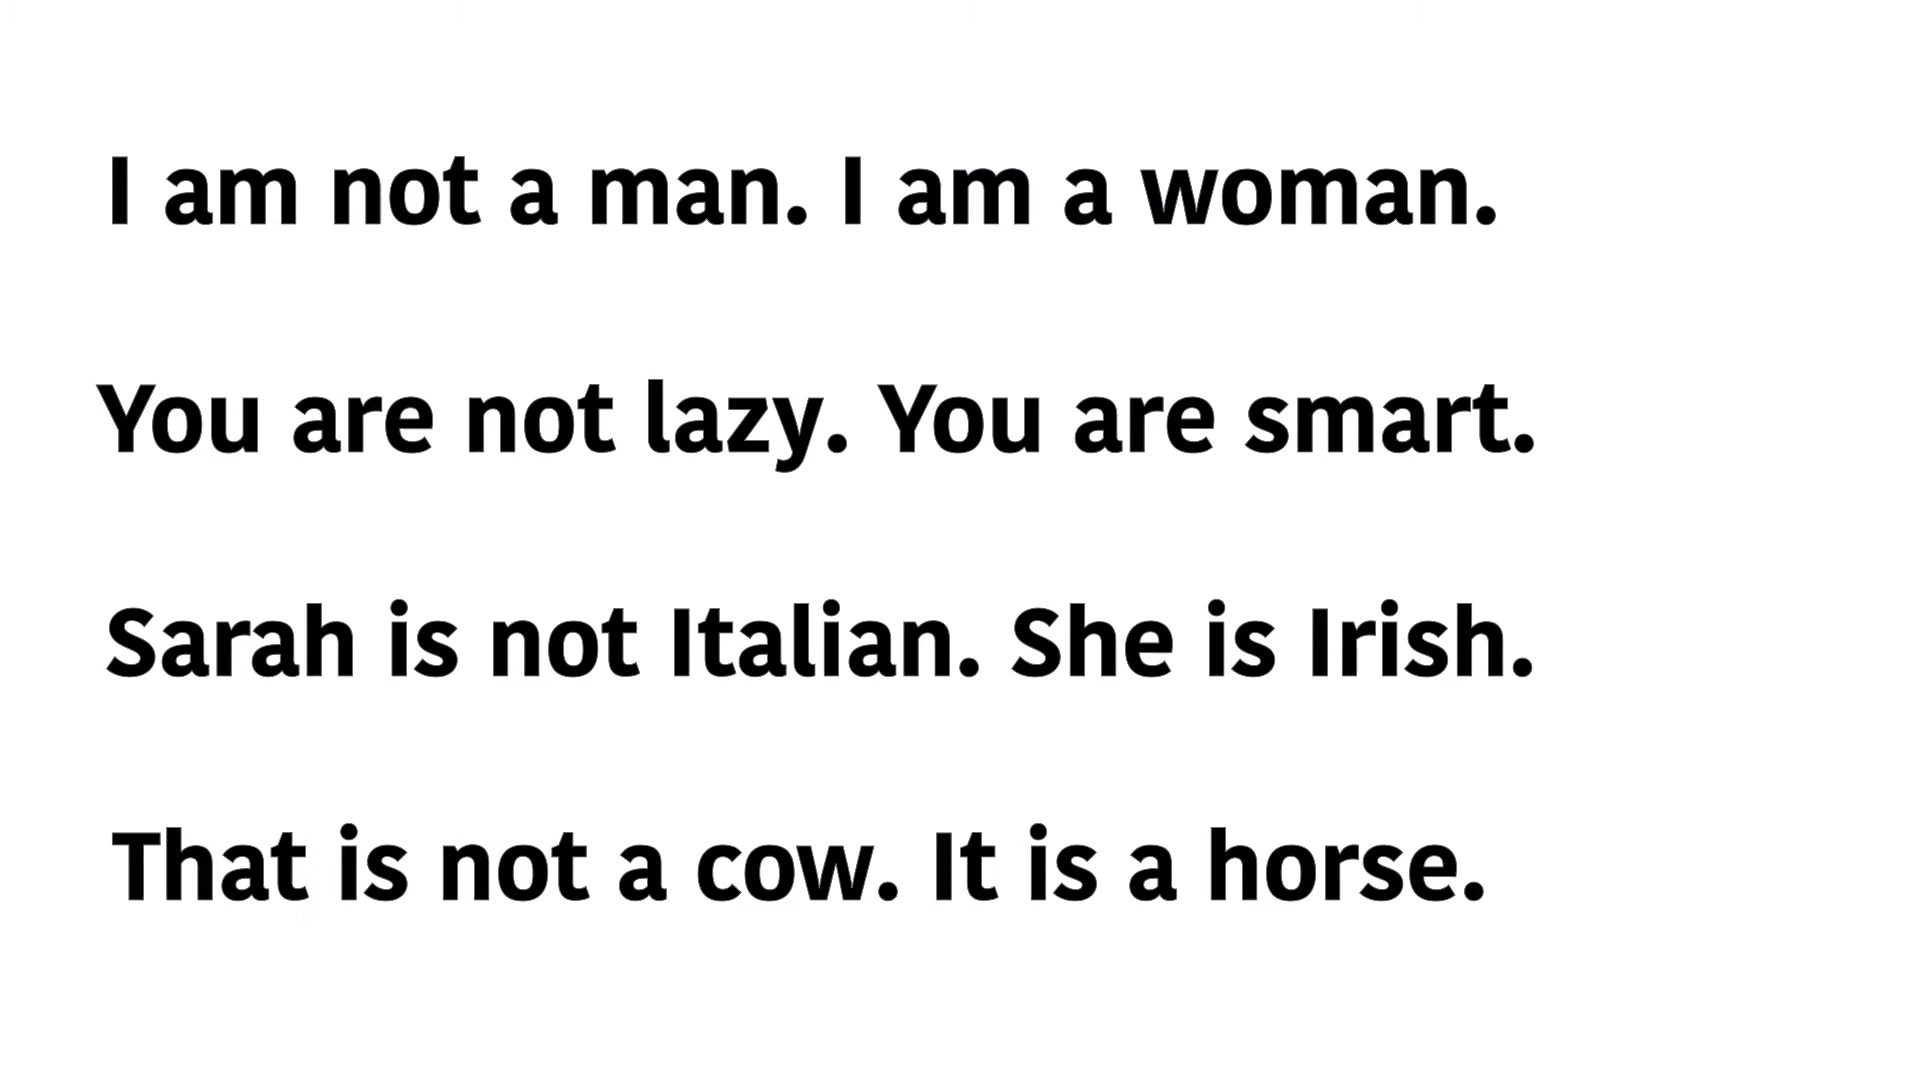 I am not a man. I am a woman.
You are not lazy. You are smart.
Sarah is not Italian. She is Irish.
That is not a cow. It is a horse.